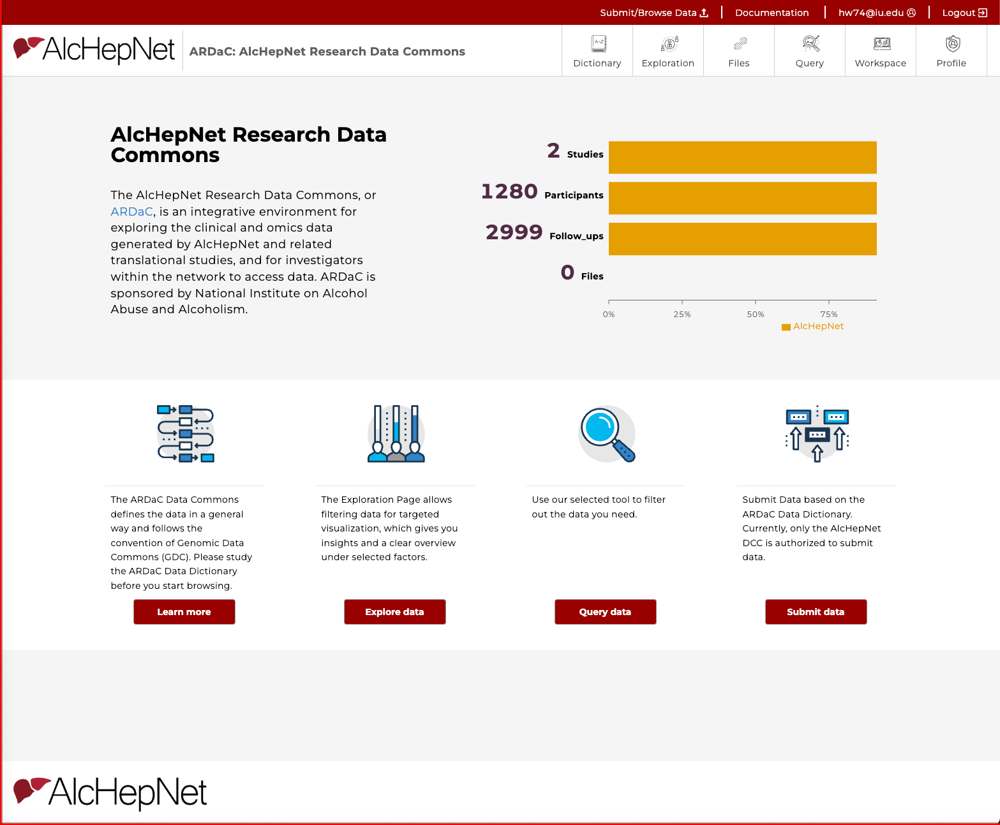 Submit/Browse Data
Documentation
hw74@iu.edu
Logout
AlcHepNet
ARDaC: AlcHepNet Research Data Commons
A-Z
Dictionary
Exploration
Files
Query
Workspace
Profile
AlcHepNet Research Data
Commons
The AlcHepNet Research Data Commons, or
ARDaC, is an integrative environment for
exploring the clinical and omics data
generated by AlcHepNet and related
translational studies, and for investigators
within the network to access data. ARDaC is
sponsored by National Institute on Alcohol
Abuse and Alcoholism.
2 Studies
1280 Participants
2999 Follow_ups
0 Files
0% 25% 50% 75%
AlcHepNet
The ARDaC Data Commons
defines the data in a general
way and follows the
convention of Genomic Data
Commons (GDC). Please study
the ARDaC Data Dictionary
before you start browsing.
Learn more
The Exploration Page allows
filtering data for targeted
visualization, which gives you
insights and a clear overview
under selected factors.
Explore data
Use our selected tool to filter
out the data you need.
Query data
Submit Data based on the
ARDaC Data Dictionary.
Currently, only the AlcHepNet
DCC is authorized to submit
data.
Submit data
AlcHepNet